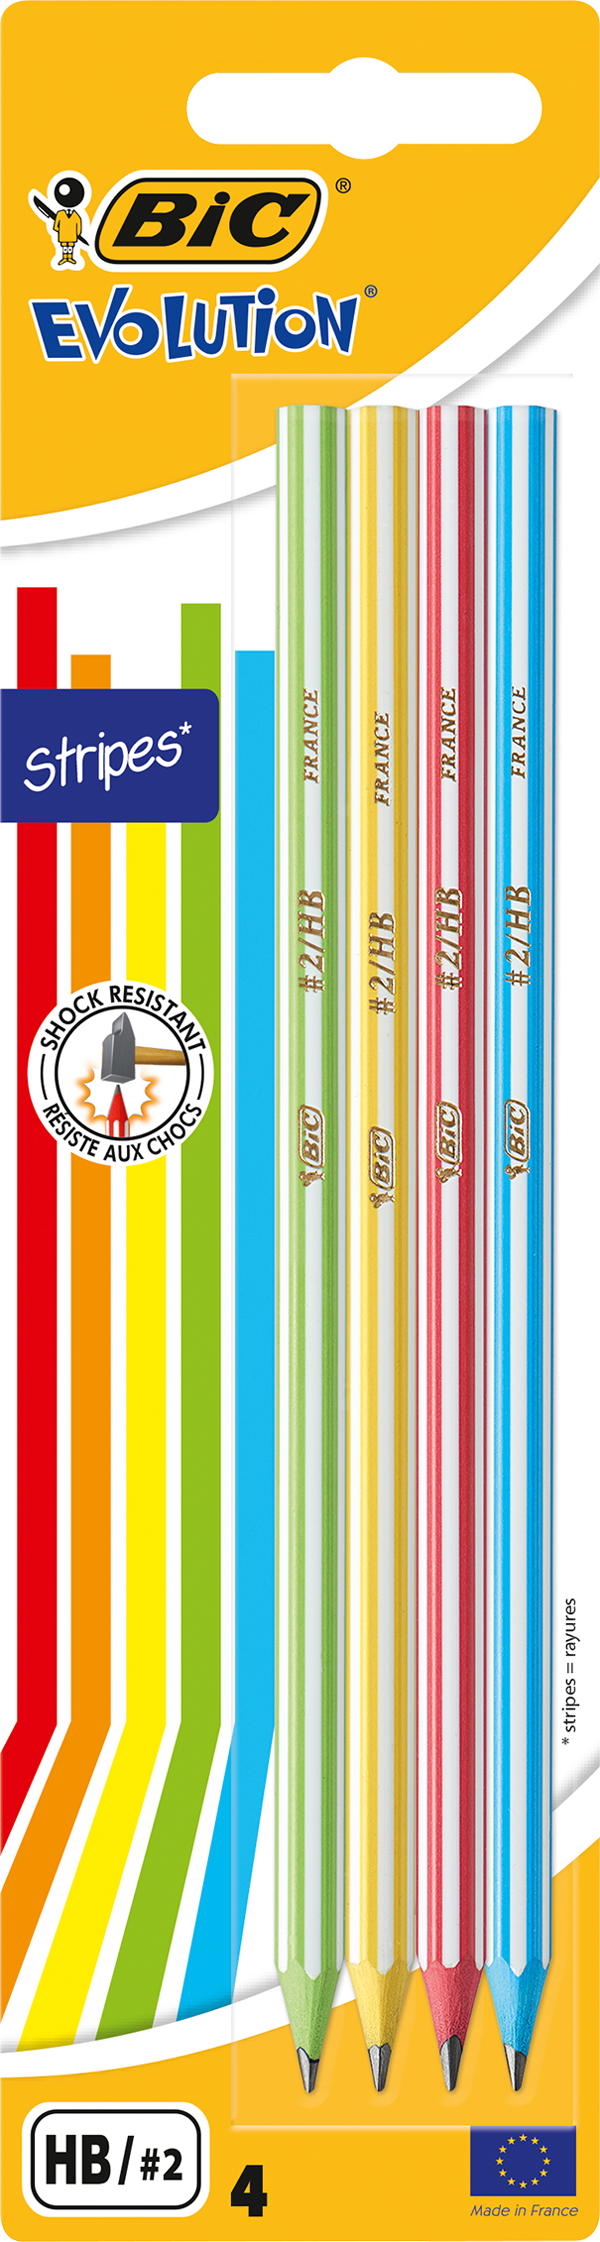 BiC®
EVOLUTION®
Stripes*
SHOCK RESISTANT
RÉSISTE AUX CHOCS
BiC #2/HB FRANCE
BiC #2/HB FRANCE
BiC #2/HB FRANCE
BiC #2/HB FRANCE
* stripes = rayures
HB/#2
4
Made in France